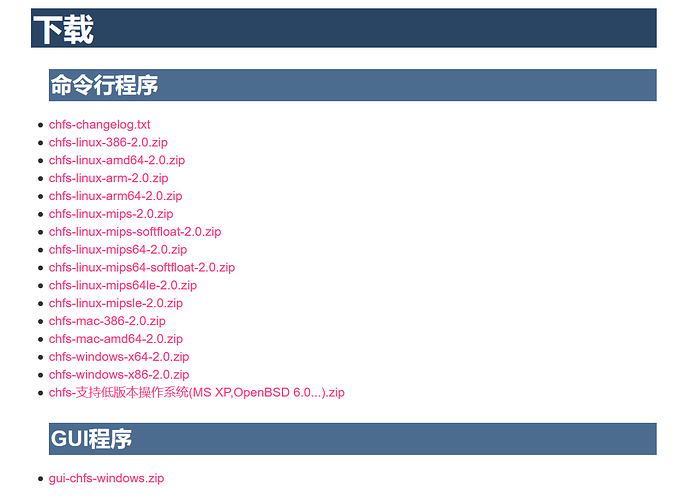 下载
命令行程序
chfs-changelog.txt
chfs-linux-386-2.0.zip
chfs-linux-amd64-2.0.zip
chfs-linux-arm-2.0.zip
chfs-linux-arm64-2.0.zip
chfs-linux-mips-2.0.zip
chfs-linux-mips-softfloat-2.0.zip
chfs-linux-mips64-2.0.zip
chfs-linux-mips64-softfloat-2.0.zip
chfs-linux-mips64le-2.0.zip
chfs-linux-mipsle-2.0.zip
chfs-mac-386-2.0.zip
chfs-mac-amd64-2.0.zip
chfs-windows-x64-2.0.zip
chfs-windows-x86-2.0.zip
chfs-支持低版本操作系统(MS XP,OpenBSD 6.0...).zip
GUI程序
gui-chfs-windows.zip